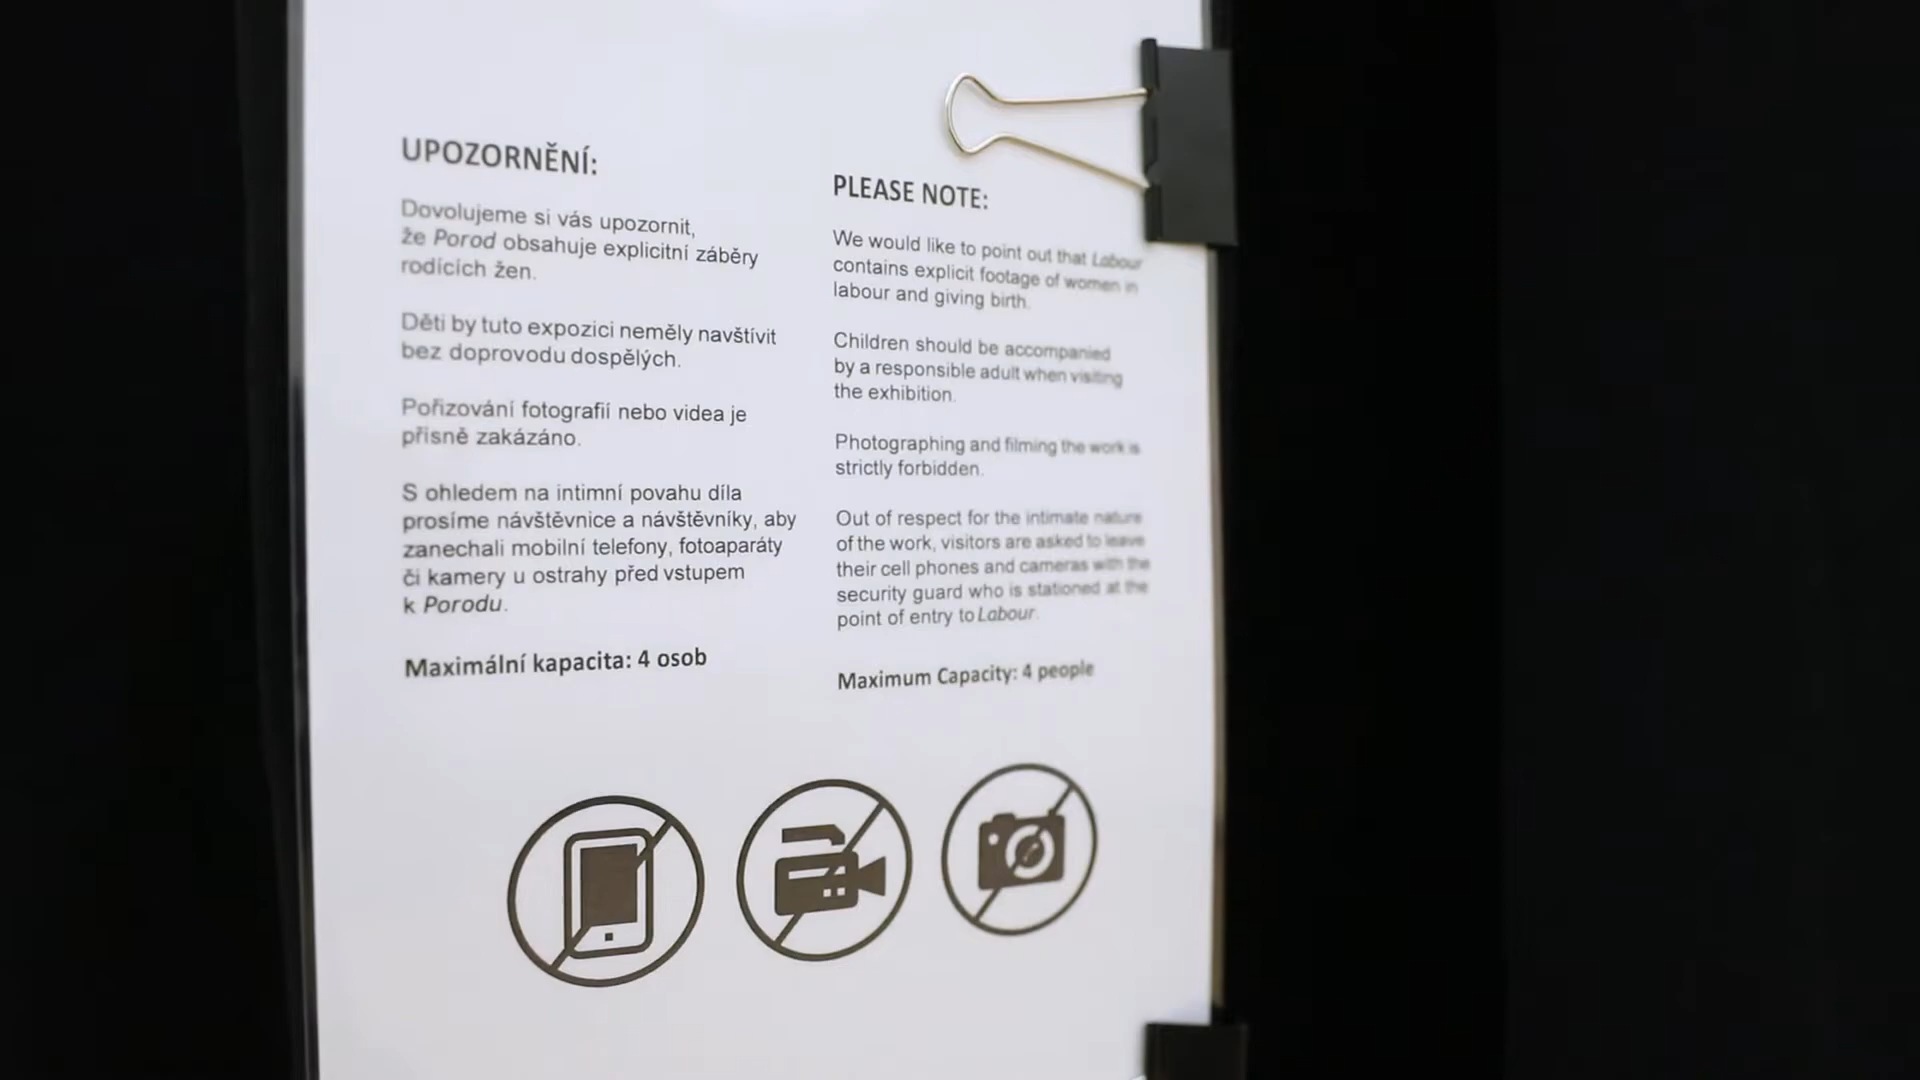 UPOZORNĚNÍ:
Dovolujeme si vás upozornit,
že Porod obsahuje explicitní záběry
rodících žen.
Děti by tuto expozici neměly navštívit
bez doprovodu dospělých.
Pořizování fotografií nebo videa je
přísně zakázáno.
S ohledem na intimní povahu díla
prosíme návštěvnice a návštěvníky, aby
zanechali mobilní telefony, fotoaparáty
či kamery u ostrahy před vstupem
k Porodu.
Maximální kapacita: 4 osob
PLEASE NOTE:
We would like to point out that Labour
contains explicit footage of women in
labour and giving birth.
Children should be accompanied
by a responsible adult when visiting
the exhibition.
Photographing and filming the work is
strictly forbidden.
Out of respect for the intimate nature
of the work, visitors are asked to leave
their cell phones and cameras with the
security guard who is stationed at the
point of entry to Labour.
Maximum Capacity: 4 people